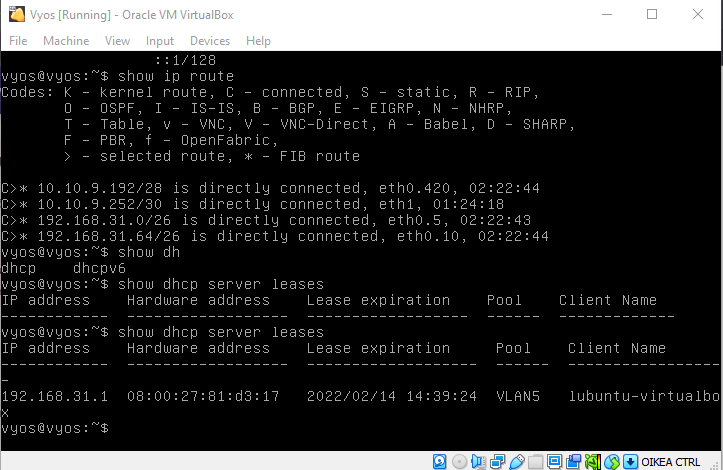 Vyos [Running] - Oracle VM VirtualBox
File Machine View Input Devices Help
::1/128
vyos@vyos:~$ show ip route
Codes: K - kernel route, C - connected, S - static, R - RIP,
O - OSPF, I - IS-IS, B - BGP, E - EIGRP, N - NHRP,
T - Table, v - VNC, V - VNC-Direct, A - Babel, D - SHARP,
F - PBR, f - OpenFabric,
> - selected route, * - FIB route
C>* 10.10.9.192/28 is directly connected, eth0.420, 02:22:44
C>* 10.10.9.252/30 is directly connected, eth1, 01:24:18
C>* 192.168.31.0/26 is directly connected, eth0.5, 02:22:43
C>* 192.168.31.64/26 is directly connected, eth0.10, 02:22:44
vyos@vyos:~$ show dh
dhcp dhcpv6
vyos@vyos:~$ show dhcp server leases
IP address Hardware address Lease expiration Pool Client Name
------------ ------------------ ------------------ ------ -------------
vyos@vyos:~$ show dhcp server leases
IP address Hardware address Lease expiration Pool Client Name
------------ ------------------- ------------------- ------ ------------------
-
192.168.31.1 08:00:27:81:d3:17 2022/02/14 14:39:24 VLAN5 lubuntu-virtualbo
x
vyos@vyos:~$
OIKEA CTRL